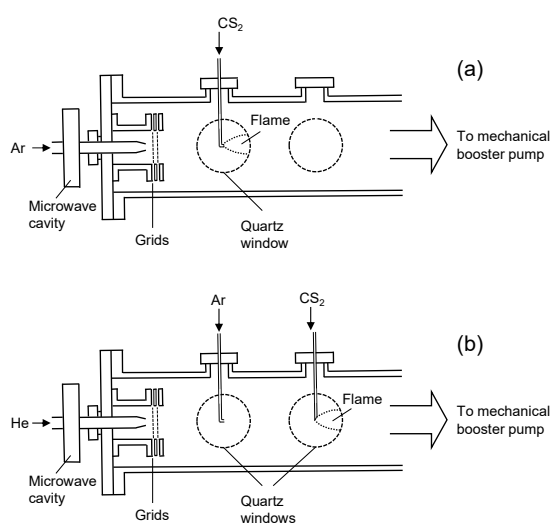 CS₂
(a)
Flame
Ar
To mechanical
booster pump
Microwave
cavity
Quartz
window
Grids
Ar
CS₂
(b)
Flame
He
To mechanical
booster pump
Microwave
cavity
Grids
Quartz
windows